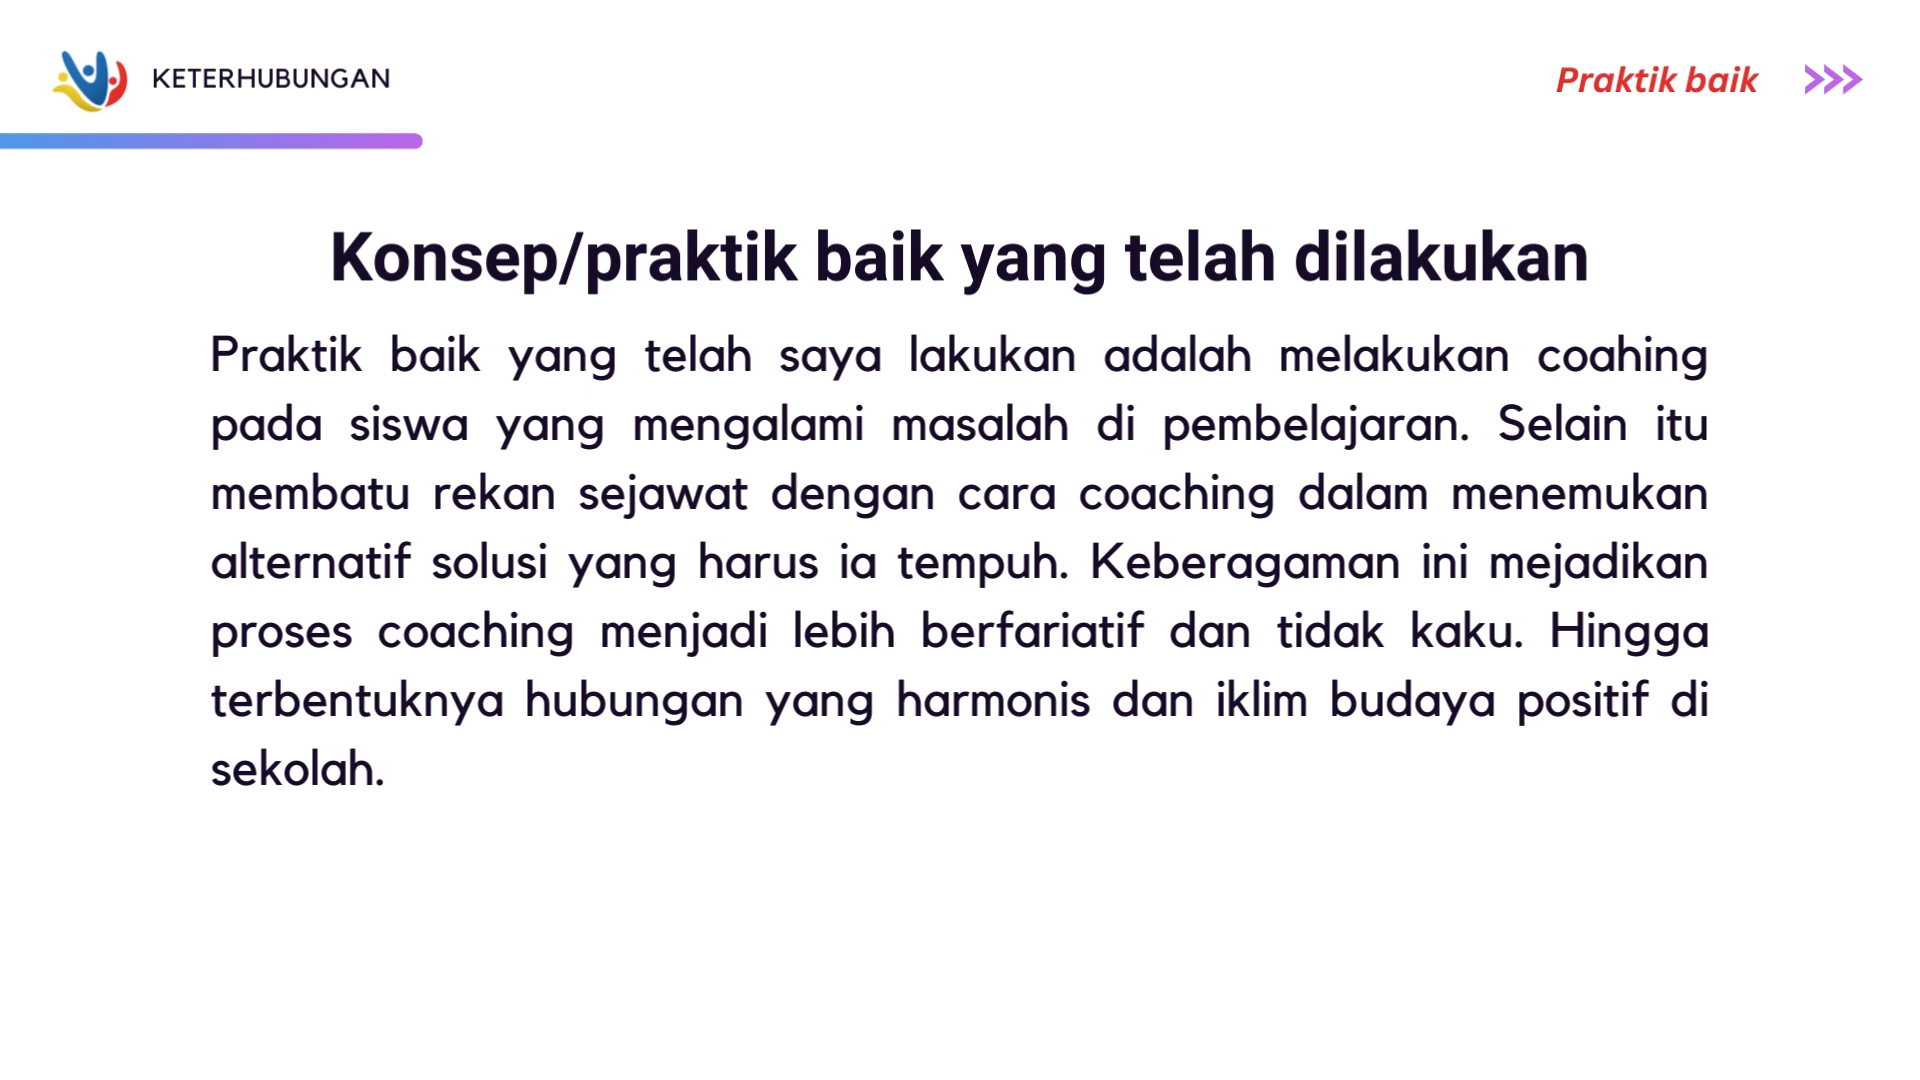 KETERHUBUNGAN
Praktik baik
Konsep/praktik baik yang telah dilakukan
Praktik baik yang telah saya lakukan adalah melakukan coahing
pada siswa yang mengalami masalah di pembelajaran. Selain itu
membatu rekan sejawat dengan cara coaching dalam menemukan
alternatif solusi yang harus ia tempuh. Keberagaman ini mejadikan
proses coaching menjadi lebih berfariatif dan tidak kaku. Hingga
terbentuknya hubungan yang harmonis dan iklim budaya positif di
sekolah.